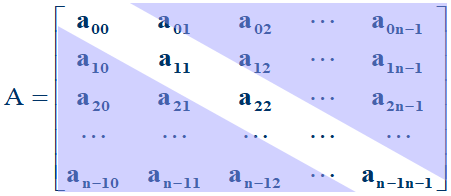 a00 a01 a02 ⋯ a0n−1
a10 a11 a12 ⋯ a1n−1
A = a20 a21 a22 ⋯ a2n−1
⋯ ⋯ ⋯ ⋯ ⋯
an−10 an−11 an−12 ⋯ an−1n−1